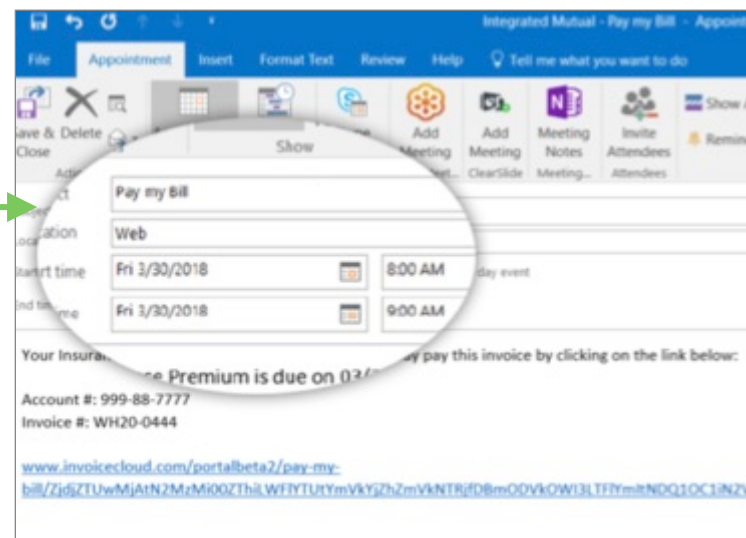 Integrated Mutual - Pay my Bill - Appoint
File Appointment Insert Format Text Review Help Tell me what you want to do
Save & Close Delete Show Add Meeting Add Meeting Meeting Notes Invite Attendees Show
Remin
ClearSlide Meeting... Attendees
Pay my Bill
Web
Start time Fri 3/30/2018 8:00 AM day event
Fri 3/30/2018 9:00 AM
Premium is due on 03/ pay this invoice by clicking on the link below:
Account #: 999-88-7777
Invoice #: WH20-0444
www.invoicecloud.com/portalbeta2/pay-my-